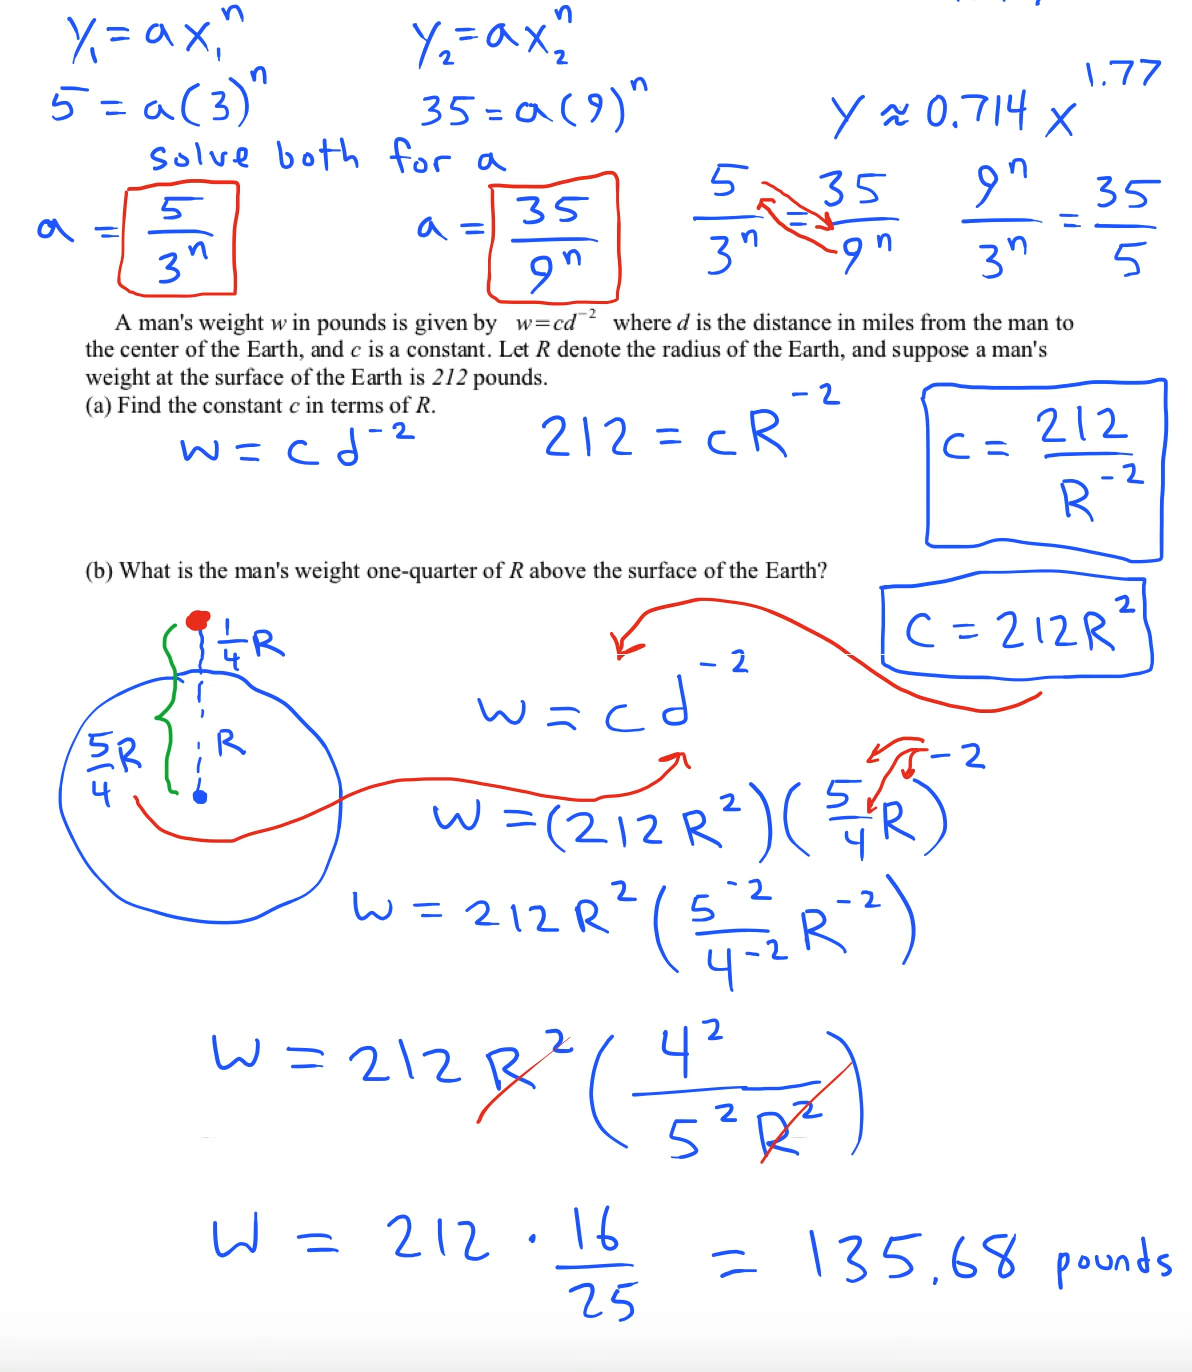 y₁ = ax₁ⁿ y₂ = ax₂ⁿ
5 = a(3)ⁿ 35 = a(9)ⁿ y ≈ 0.714 x^1.77
solve both for a
a = 5/3ⁿ a = 35/9ⁿ 5/3ⁿ = 35/9ⁿ 9ⁿ/3ⁿ = 35/5
A man's weight w in pounds is given by w=cd⁻² where d is the distance in miles from the man to
the center of the Earth, and c is a constant. Let R denote the radius of the Earth, and suppose a man's
weight at the surface of the Earth is 212 pounds.
(a) Find the constant c in terms of R.
w = cd⁻² 212 = cR⁻² c = 212/R⁻²
(b) What is the man's weight one-quarter of R above the surface of the Earth?
c = 212R²
1/4 R
w = cd⁻²
5/4 R R
w = (212R²)(5/4 R)⁻²
w = 212R²(5⁻²/4⁻² R⁻²)
w = 212R²(4²/5²R²)
w = 212 · 16/25 = 135.68 pounds